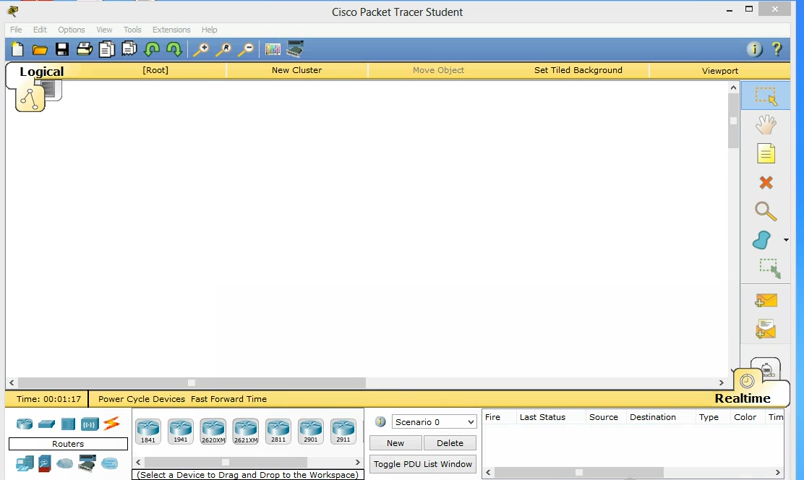 Cisco Packet Tracer Student
File Edit Options View Tools Extensions Help
Logical [Root] New Cluster Move Object Set Tiled Background Viewport
Time: 00:01:17 Power Cycle Devices Fast Forward Time Realtime
Routers
1841 1941 2620XM 2621XM 2811 2901 2911
(Select a Device to Drag and Drop to the Workspace)
Scenario 0
New Delete
Toggle PDU List Window
Fire Last Status Source Destination Type Color Tim